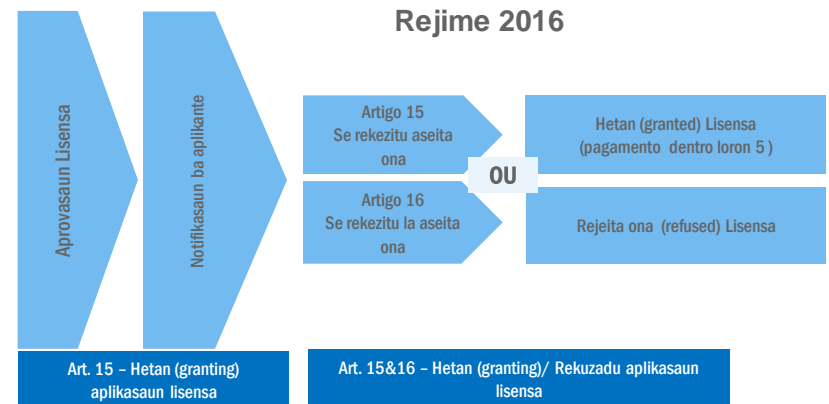 Rejime 2016
Aprovasaun Lisensa
Notifikasaun ba aplikante
Artigo 15
Se rekezitu aseita
ona
Hetan (granted) Lisensa
(pagamento dentro loron 5 )
OU
Artigo 16
Se rekezitu la aseita
ona
Rejeita ona (refused) Lisensa
Art. 15 – Hetan (granting)
aplikasaun lisensa
Art. 15&16 – Hetan (granting)/ Rekuzadu aplikasaun
lisensa